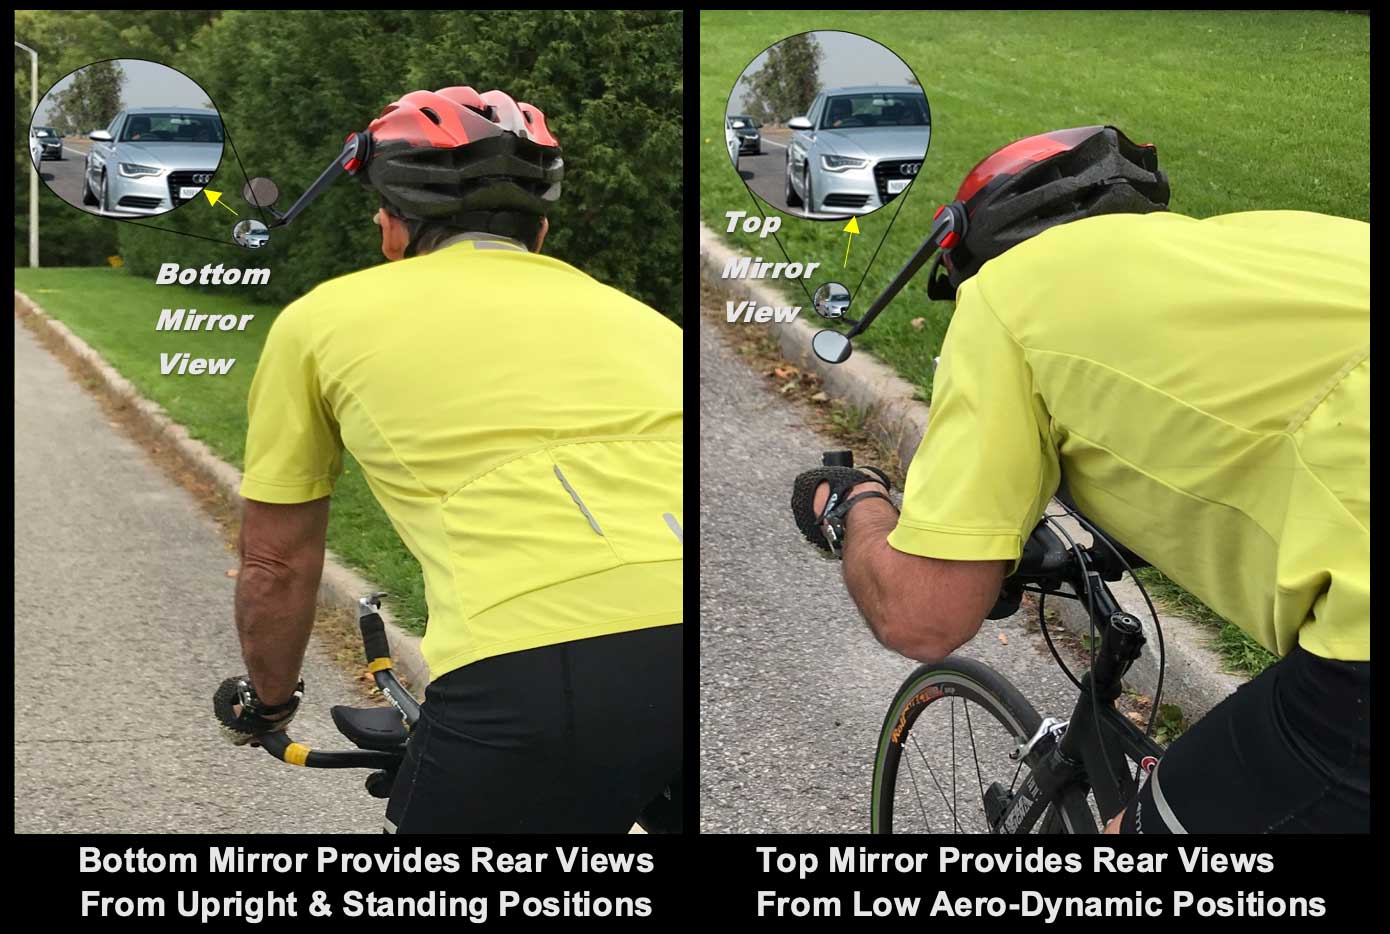 Bottom
Mirror
View
Top
Mirror
View
Bottom Mirror Provides Rear Views
From Upright & Standing Positions
Top Mirror Provides Rear Views
From Low Aero-Dynamic Positions